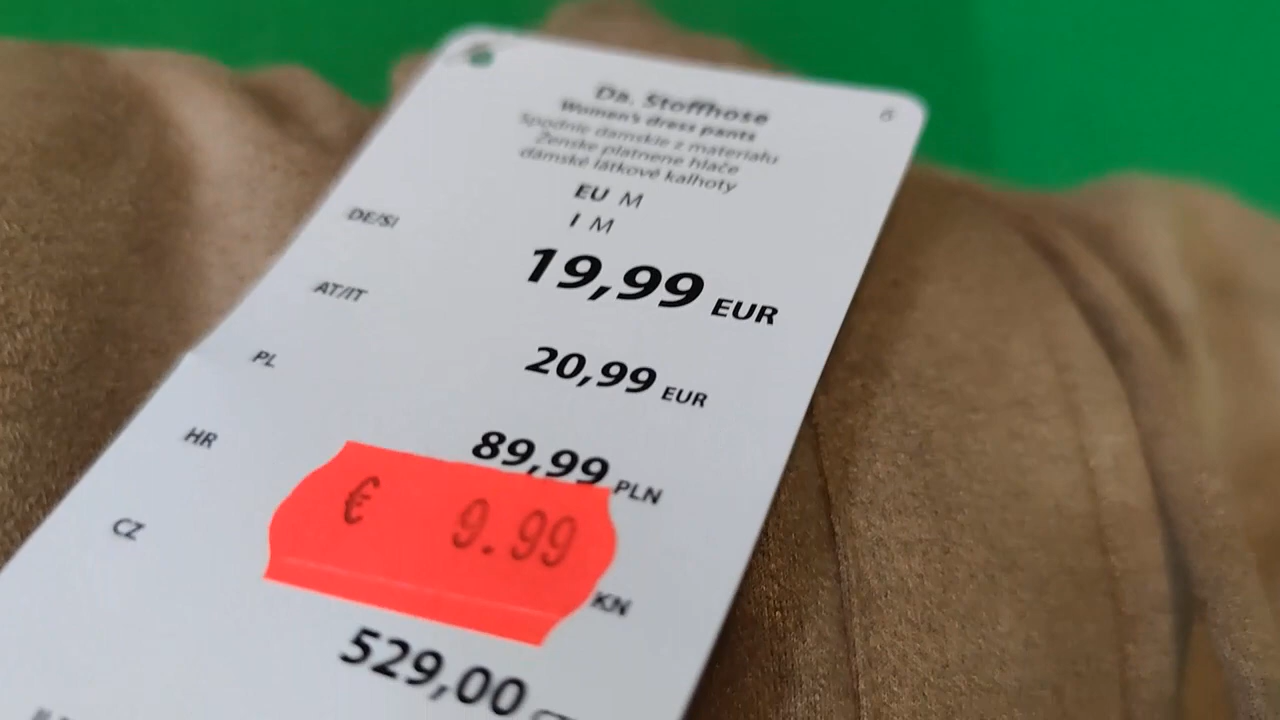 6
Da. Stoffhose
Women's dress pants
Spodnie damskie z materiału
Ženske platnene hlače
dámské látkové kalhoty
EU M
I M
DE/SI 19,99 EUR
AT/IT 20,99 EUR
PL 89,99 PLN
HR € 9.99 KN
CZ 529,00